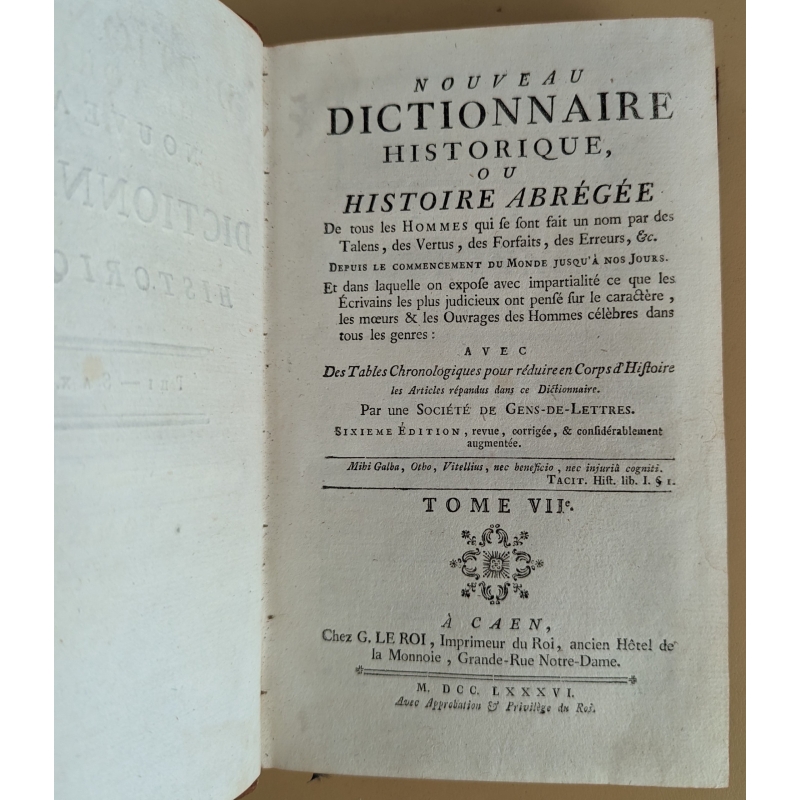 NOUVEAU
DICTIONNAIRE
HISTORIQUE,
OU
HISTOIRE ABRÉGÉE
De tous les HOMMES qui ſe ſont fait un nom par des
Talens, des Vertus, des Forfaits, des Erreurs, &c.
DEPUIS LE COMMENCEMENT DU MONDE JUSQU'À NOS JOURS.
Et dans laquelle on expoſe avec impartialité ce que les
Écrivains les plus judicieux ont penſé ſur le caractère,
les mœurs & les Ouvrages des Hommes célèbres dans
tous les genres :
AVEC
Des Tables Chronologiques pour réduire en Corps d'Hiſtoire
les Articles répandus dans ce Dictionnaire.
Par une SOCIÉTÉ DE GENS-DE-LETTRES.
SIXIEME ÉDITION, revue, corrigée, & conſidérablement
augmentée.
Mihi Galba, Otho, Vitellius, nec beneficio, nec injuriâ cogniti.
TACIT. Hiſt. lib. I. § 1.
TOME VIIe.
À CAEN,
Chez G. LE ROI, Imprimeur du Roi, ancien Hôtel de
la Monnoie, Grande-Rue Notre-Dame.
M. DCC. LXXXVI.
Avec Approbation & Privilège du Roi.